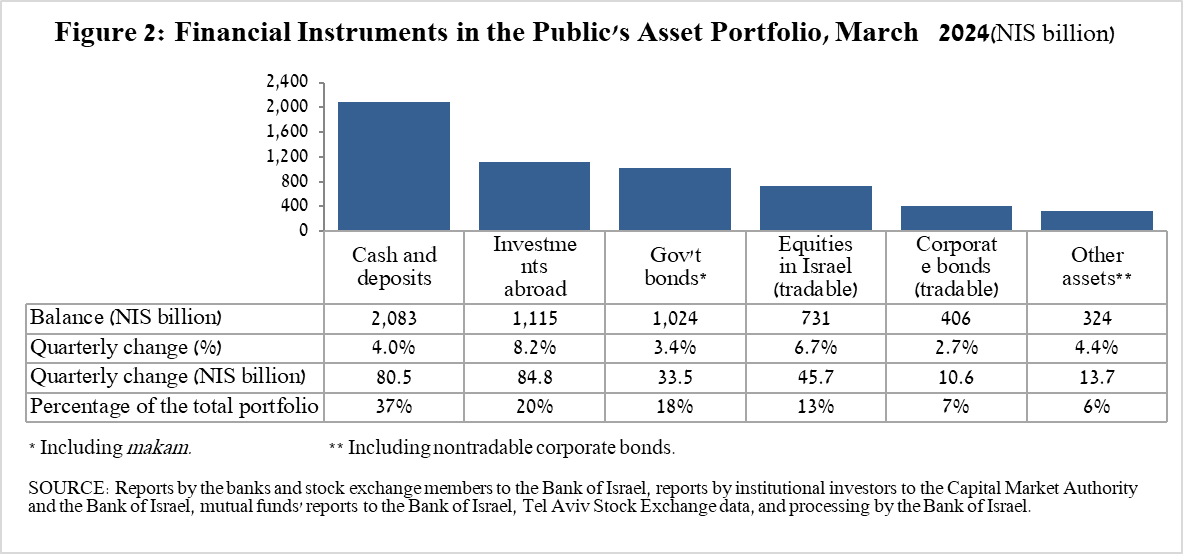 Figure 2: Financial Instruments in the Public's Asset Portfolio, March 2024(NIS billion)
2,400
2,000
1,600
1,200
800
400
0
Cash and
deposits
Investme
nts
abroad
Gov't
bonds*
Equities
in Israel
(tradable)
Corporat
e bonds
(tradable)
Other
assets**
Balance (NIS billion) 2,083 1,115 1,024 731 406 324
Quarterly change (%) 4.0% 8.2% 3.4% 6.7% 2.7% 4.4%
Quarterly change (NIS billion) 80.5 84.8 33.5 45.7 10.6 13.7
Percentage of the total portfolio 37% 20% 18% 13% 7% 6%
* Including makam. ** Including nontradable corporate bonds.
SOURCE: Reports by the banks and stock exchange members to the Bank of Israel, reports by institutional investors to the Capital Market Authority
and the Bank of Israel, mutual funds' reports to the Bank of Israel, Tel Aviv Stock Exchange data, and processing by the Bank of Israel.